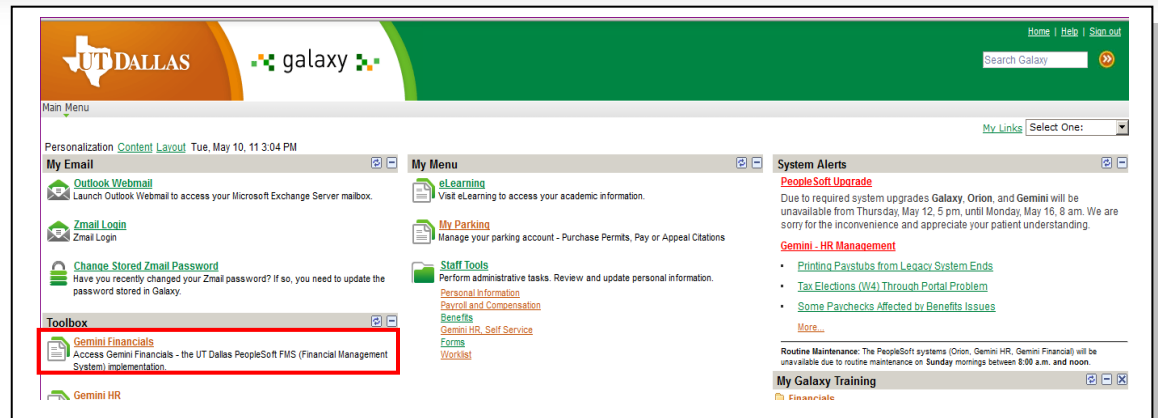 Home | Help | Sign out
UT DALLAS
galaxy
Search Galaxy
Main Menu
My Links Select One:
Personalization Content Layout Tue, May 10, 11 3:04 PM
My Email
Outlook Webmail
Launch Outlook Webmail to access your Microsoft Exchange Server mailbox.
Zmail Login
Zmail Login
Change Stored Zmail Password
Have you recently changed your Zmail password? If so, you need to update the
password stored in Galaxy.
Toolbox
Gemini Financials
Access Gemini Financials - the UT Dallas PeopleSoft FMS (Financial Management
System) implementation.
Gemini HR
My Menu
eLearning
Visit eLearning to access your academic information.
My Parking
Manage your parking account - Purchase Permits, Pay or Appeal Citations
Staff Tools
Perform administrative tasks. Review and update personal information.
Personal Information
Payroll and Compensation
Benefits
Gemini HR, Self Service
Forms
Worklist
System Alerts
PeopleSoft Upgrade
Due to required system upgrades Galaxy, Orion, and Gemini will be
unavailable from Thursday, May 12, 5 pm, until Monday, May 16, 8 am. We are
sorry for the inconvenience and appreciate your patient understanding.
Gemini - HR Management
• Printing Paystubs from Legacy System Ends
• Tax Elections (W4) Through Portal Problem
• Some Paychecks Affected by Benefits Issues
More...
Routine Maintenance: The PeopleSoft systems (Orion, Gemini HR, Gemini Financial) will be
unavailable due to routine maintenance on Sunday mornings between 8:00 a.m. and noon.
My Galaxy Training
Financials